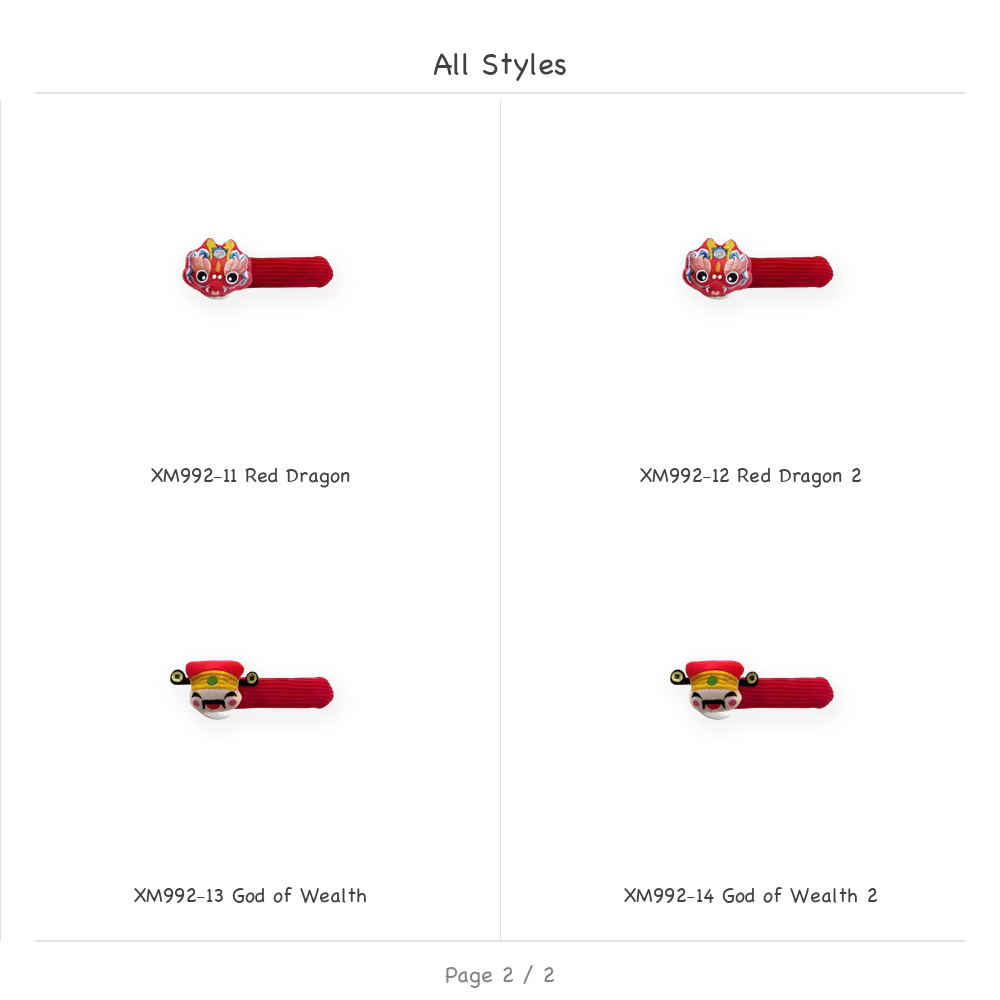 All Styles
XM992-11 Red Dragon
XM992-12 Red Dragon 2
XM992-13 God of Wealth
XM992-14 God of Wealth 2
Page 2 / 2